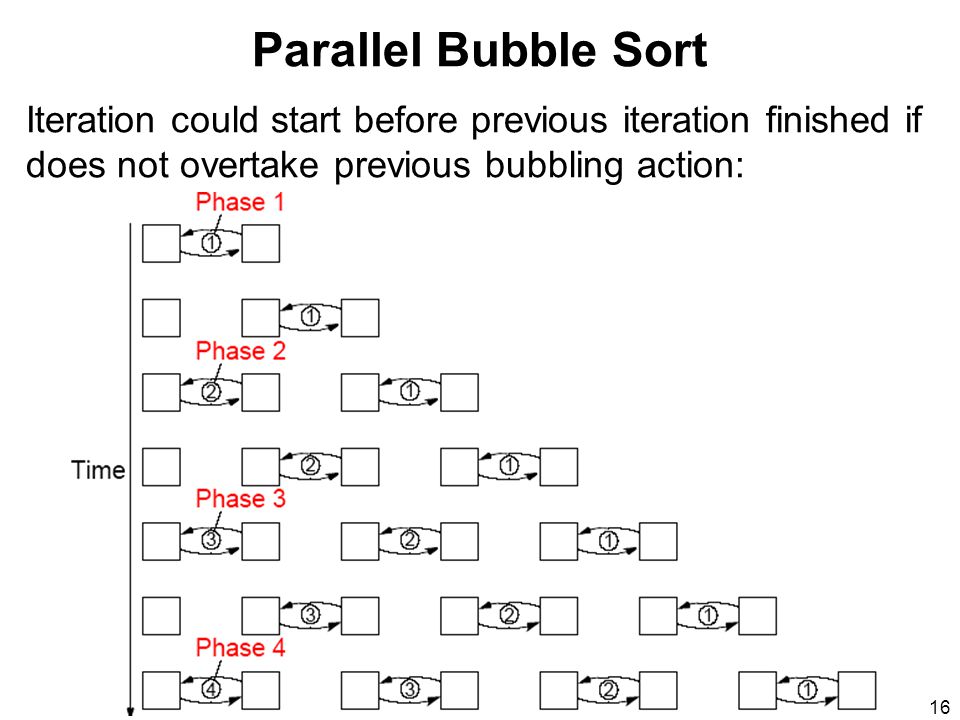 Parallel Bubble Sort
Iteration could start before previous iteration finished if
does not overtake previous bubbling action:
Phase 1
1
1
Phase 2
2 1
Time
2 1
Phase 3
3 2 1
3 2 1
Phase 4
4 3 2 1
16